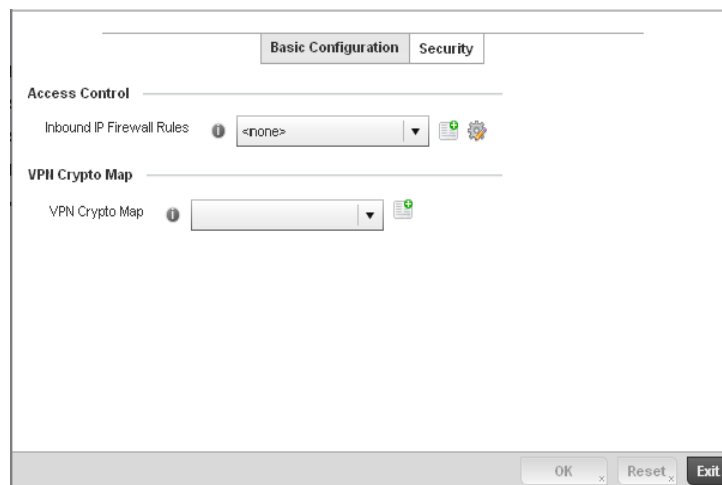 Basic Configuration Security
Access Control
Inbound IP Firewall Rules <none>
VPN Crypto Map
VPN Crypto Map
OK Reset Exit